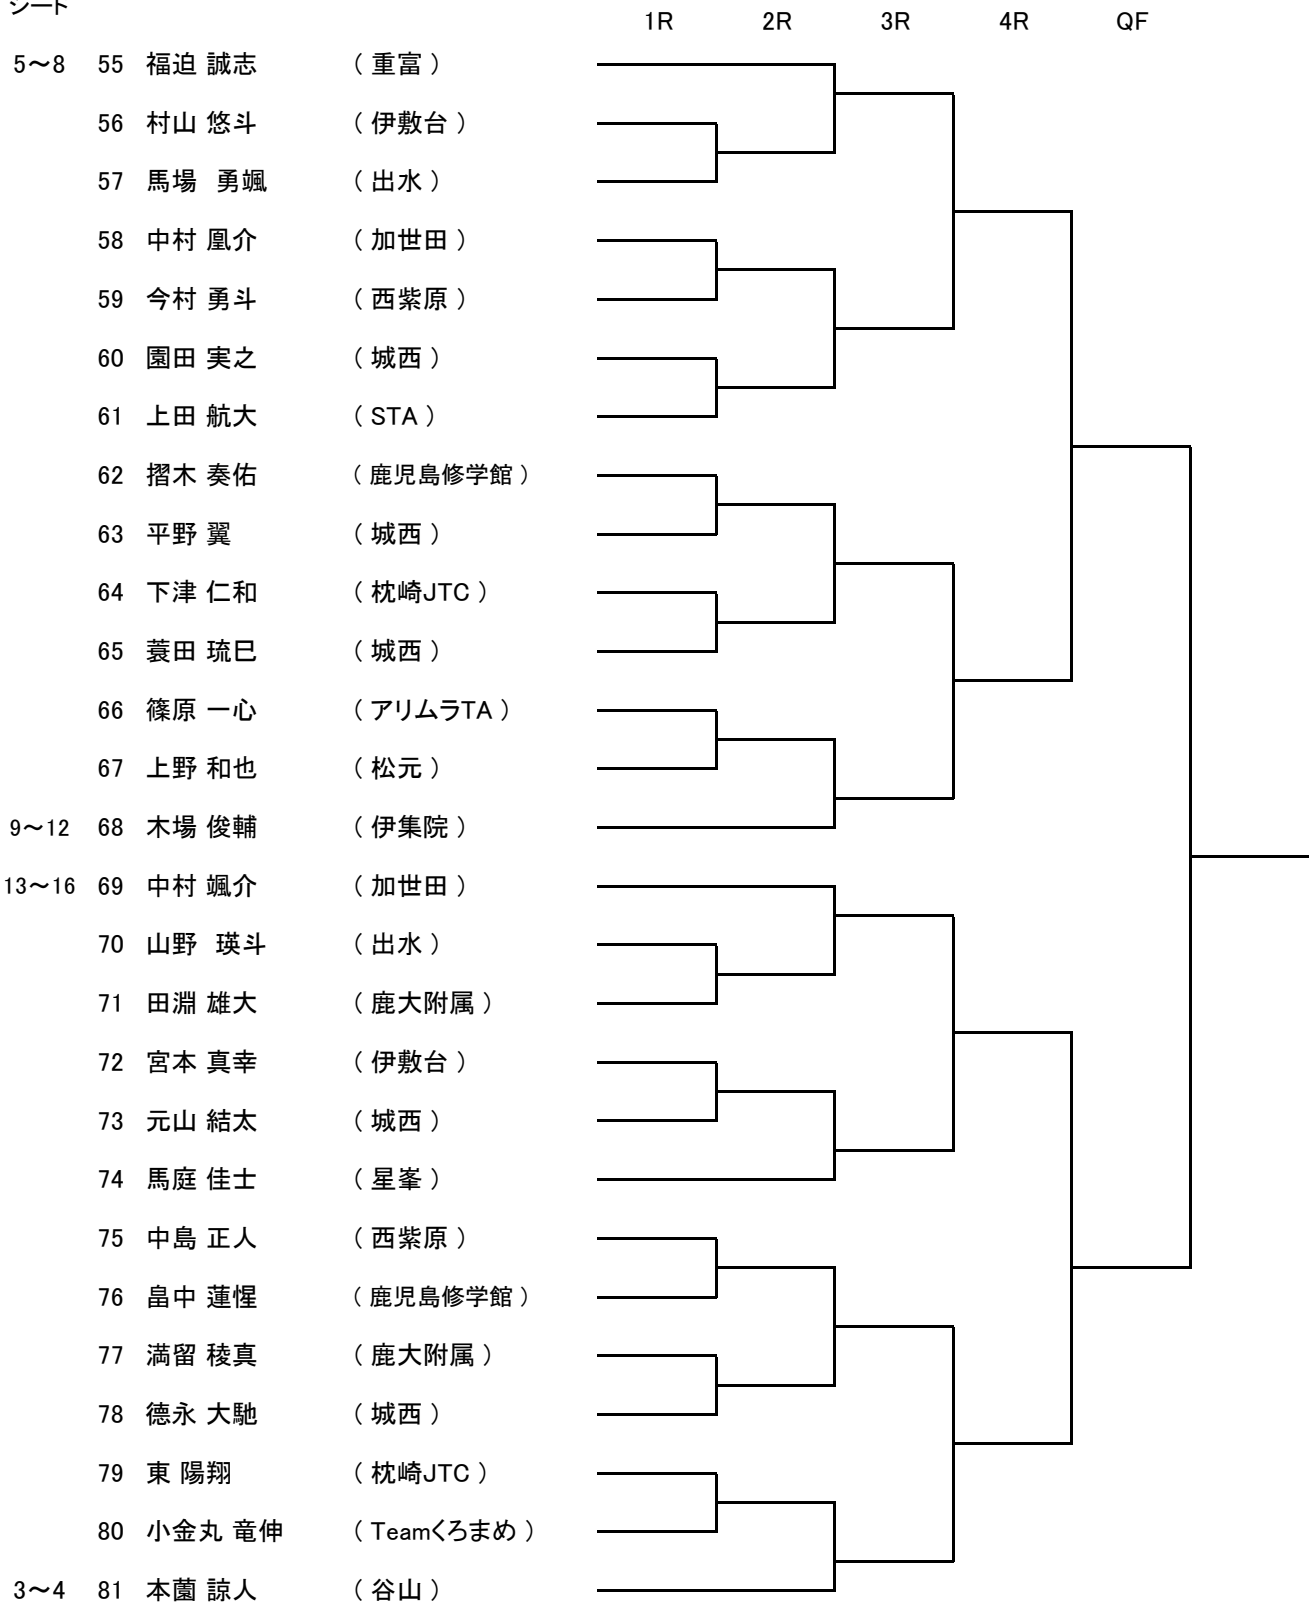 シート
1R 2R 3R 4R QF
5～8 55 福迫 誠志 （ 重富 ）
56 村山 悠斗 （ 伊敷台 ）
57 馬場　勇颯 （ 出水 ）
58 中村 凰介 （ 加世田 ）
59 今村 勇斗 （ 西紫原 ）
60 園田 実之 （ 城西 ）
61 上田 航大 （ STA ）
62 摺木 奏佑 （ 鹿児島修学館 ）
63 平野 翼 （ 城西 ）
64 下津 仁和 （ 枕崎JTC ）
65 蓑田 琉巳 （ 城西 ）
66 篠原 一心 （ アリムラTA ）
67 上野 和也 （ 松元 ）
9～12 68 木場 俊輔 （ 伊集院 ）
13～16 69 中村 颯介 （ 加世田 ）
70 山野　瑛斗 （ 出水 ）
71 田淵 雄大 （ 鹿大附属 ）
72 宮本 真幸 （ 伊敷台 ）
73 元山 結太 （ 城西 ）
74 馬庭 佳士 （ 星峯 ）
75 中島 正人 （ 西紫原 ）
76 畠中 蓮惺 （ 鹿児島修学館 ）
77 満留 稜真 （ 鹿大附属 ）
78 德永 大馳 （ 城西 ）
79 東 陽翔 （ 枕崎JTC ）
80 小金丸 竜伸 （ Teamくろまめ ）
3～4 81 本薗 諒人 （ 谷山 ）